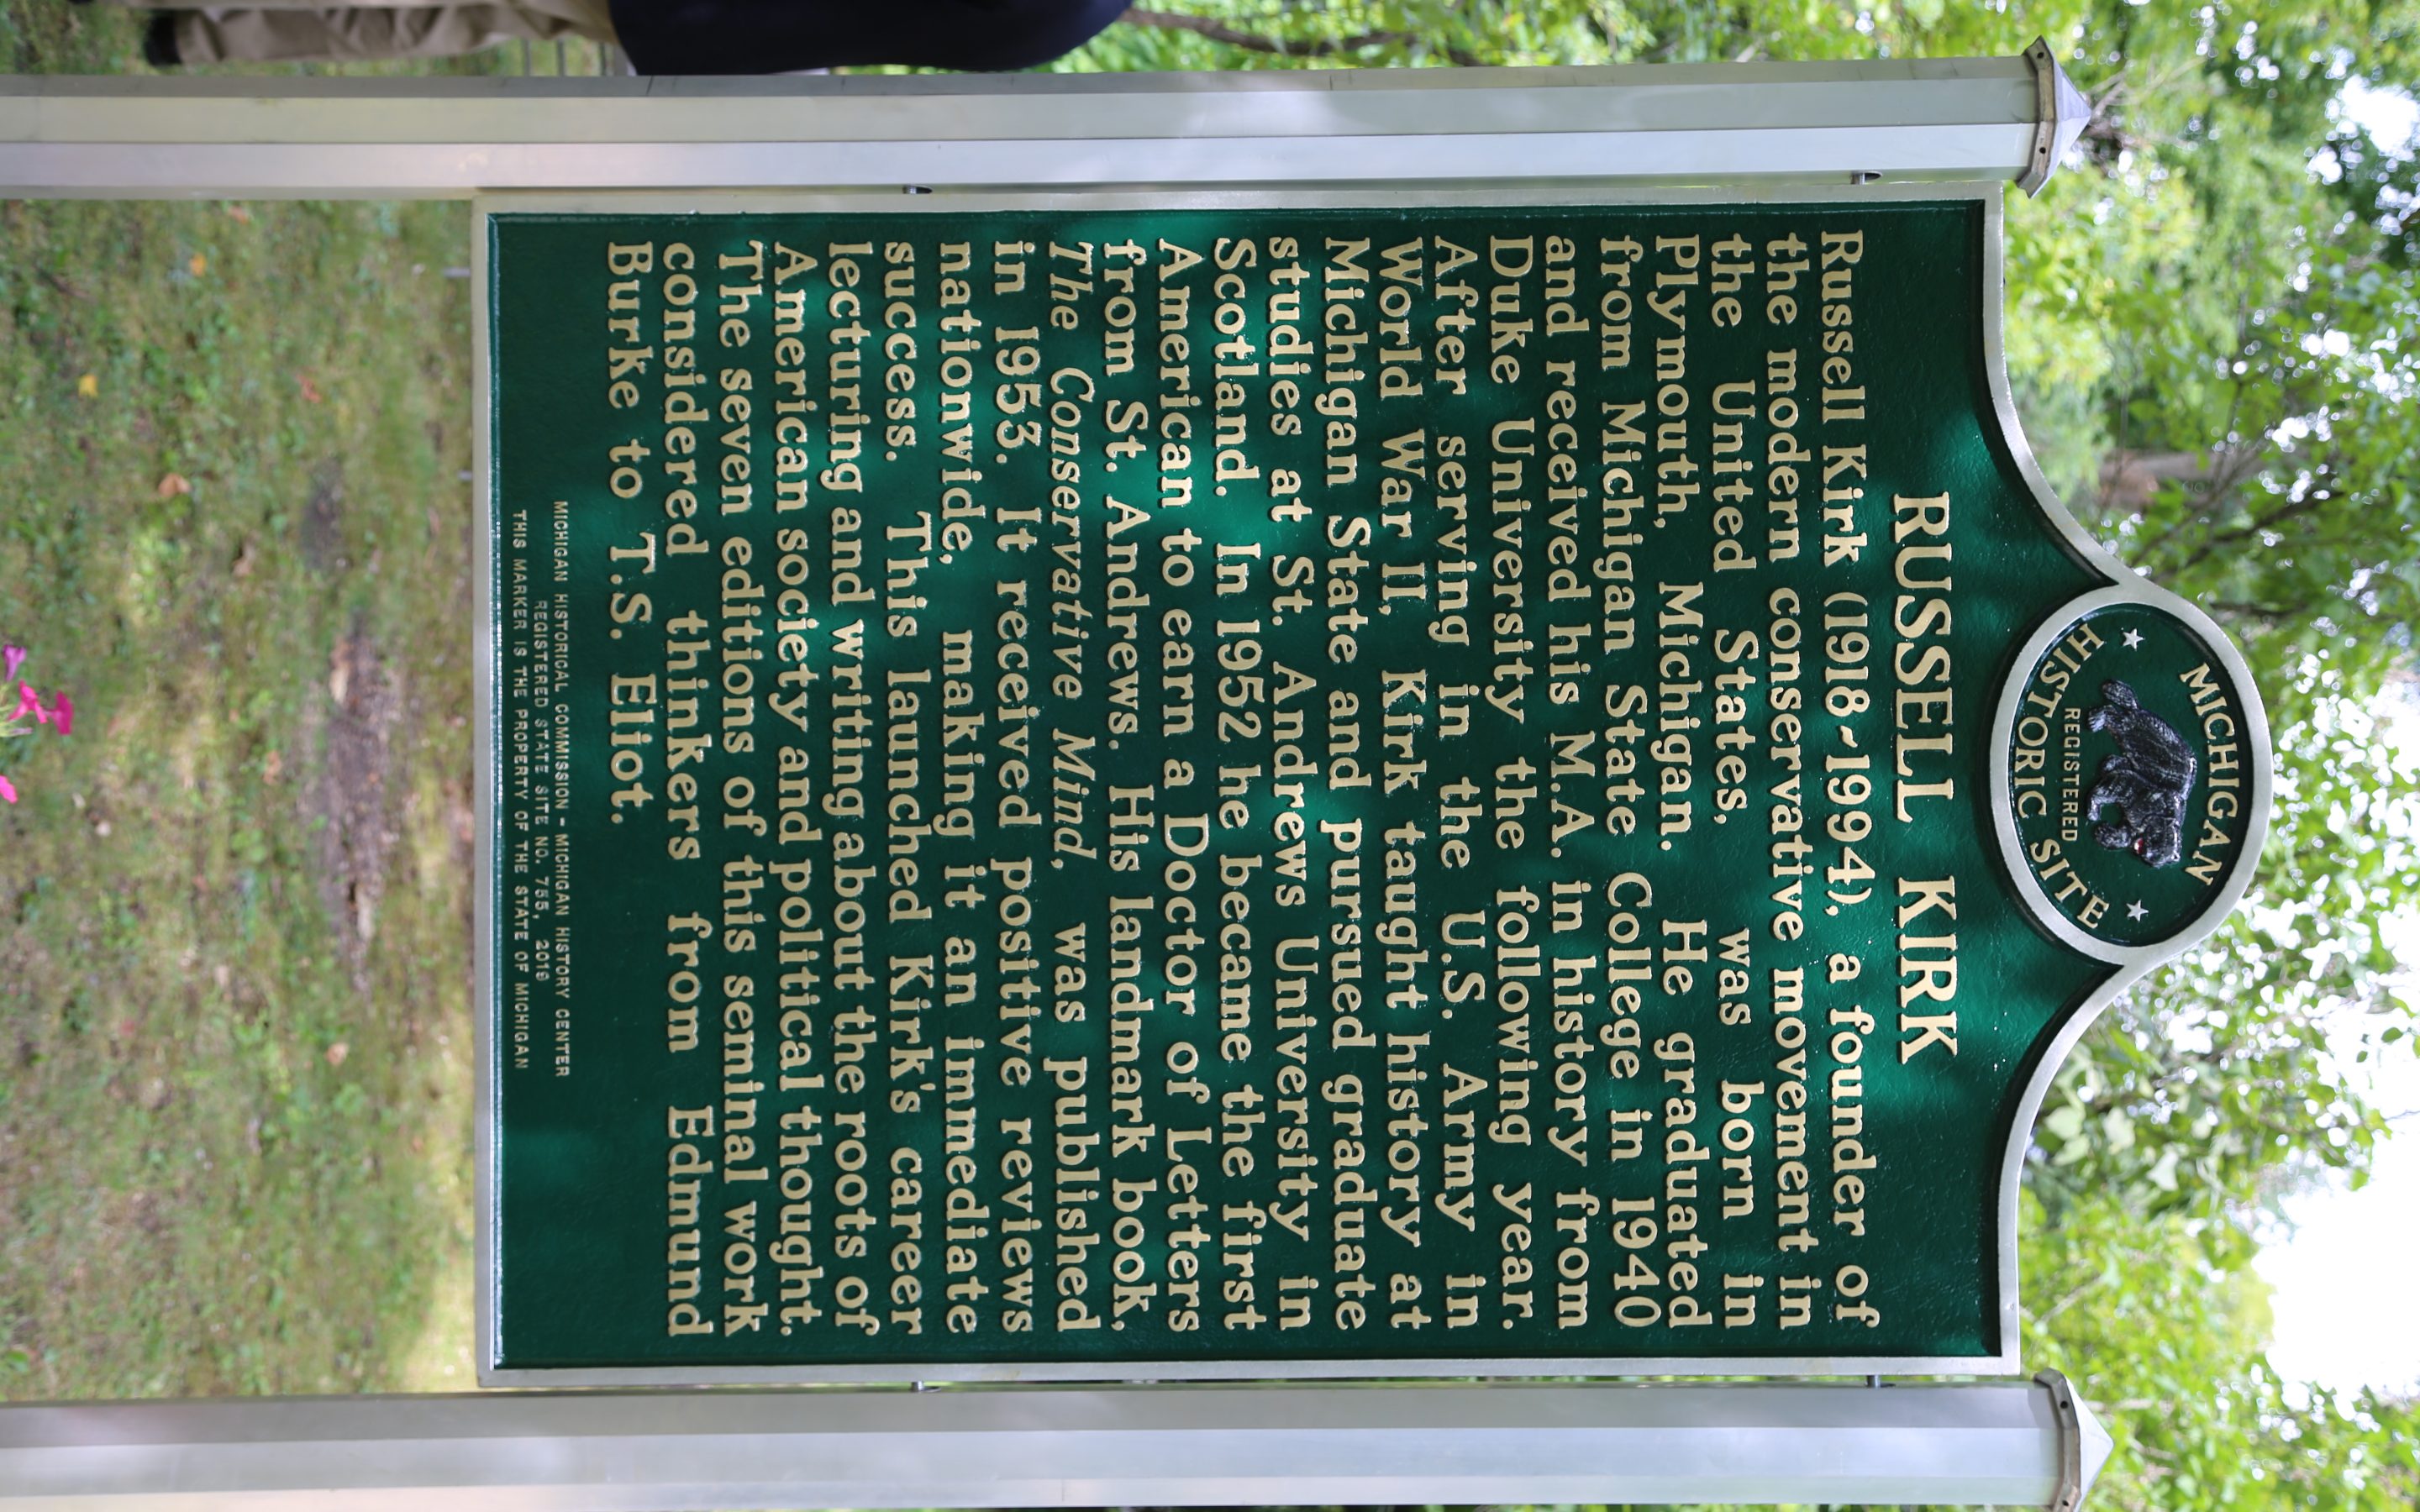 MICHIGAN
REGISTERED
HISTORIC SITE
RUSSELL KIRK
Russell Kirk (1918-1994), a founder of
the modern conservative movement in
the United States, was born in
Plymouth, Michigan. He graduated
from Michigan State College in 1940
and received his M.A. in history from
Duke University the following year.
After serving in the U.S. Army in
World War II, Kirk taught history at
Michigan State and pursued graduate
studies at St. Andrews University in
Scotland. In 1952 he became the first
American to earn a Doctor of Letters
from St. Andrews. His landmark book,
The Conservative Mind, was published
in 1953. It received positive reviews
nationwide, making it an immediate
success. This launched Kirk's career
lecturing and writing about the roots of
American society and political thought.
The seven editions of this seminal work
considered thinkers from Edmund
Burke to T.S. Eliot.
MICHIGAN HISTORICAL COMMISSION - MICHIGAN HISTORY CENTER
REGISTERED STATE SITE NO. 755, 2018
THIS MARKER IS THE PROPERTY OF THE STATE OF MICHIGAN